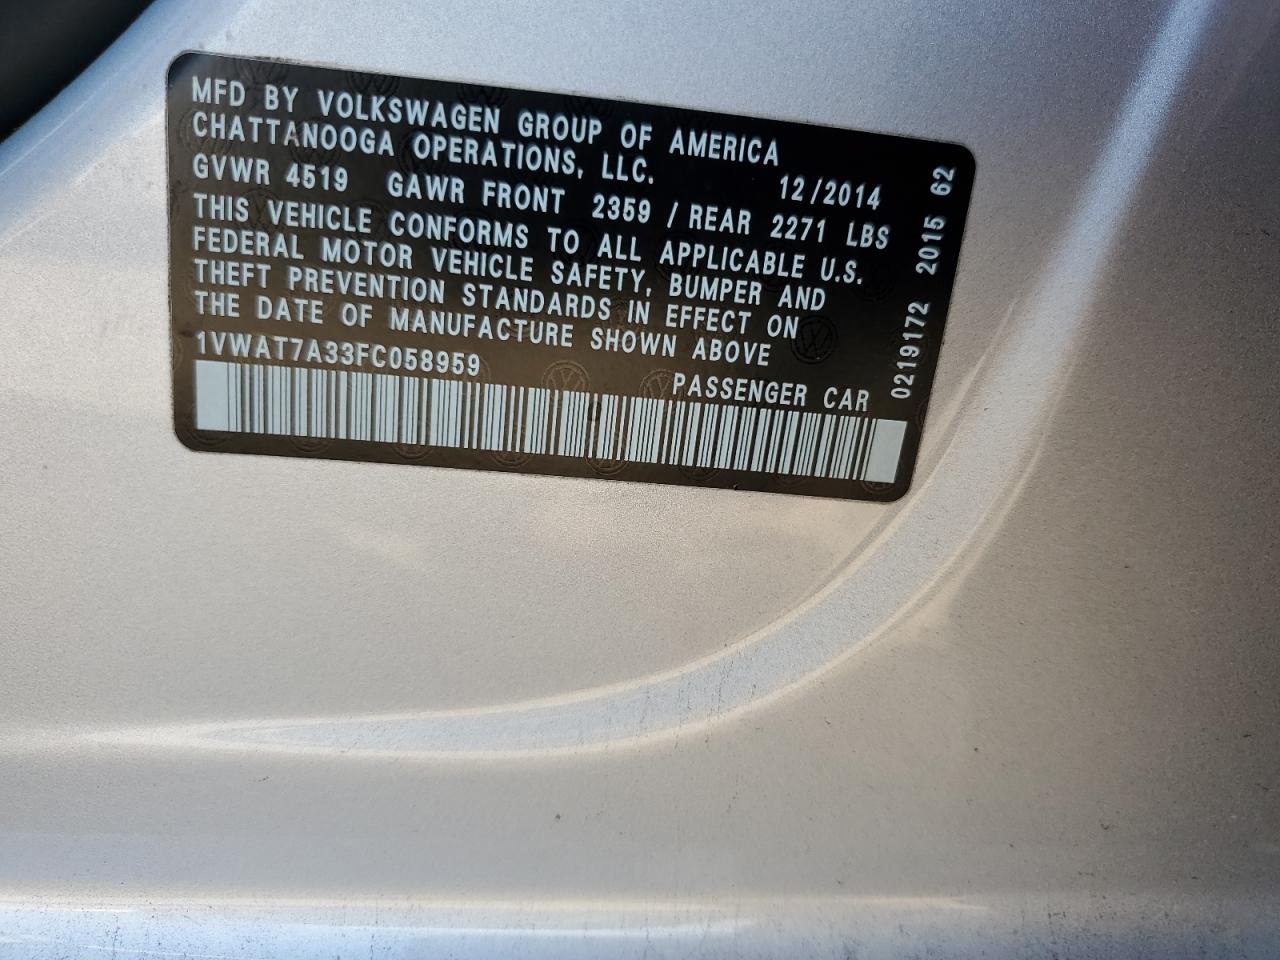 MFD BY VOLKSWAGEN GROUP OF AMERICA
CHATTANOOGA OPERATIONS, LLC. 12/2014
GVWR 4519 GAWR FRONT 2359 / REAR 2271 LBS
THIS VEHICLE CONFORMS TO ALL APPLICABLE U.S.
FEDERAL MOTOR VEHICLE SAFETY, BUMPER AND
THEFT PREVENTION STANDARDS IN EFFECT ON
THE DATE OF MANUFACTURE SHOWN ABOVE
1VWAT7A33FC058959 PASSENGER CAR
0219172 2015 62